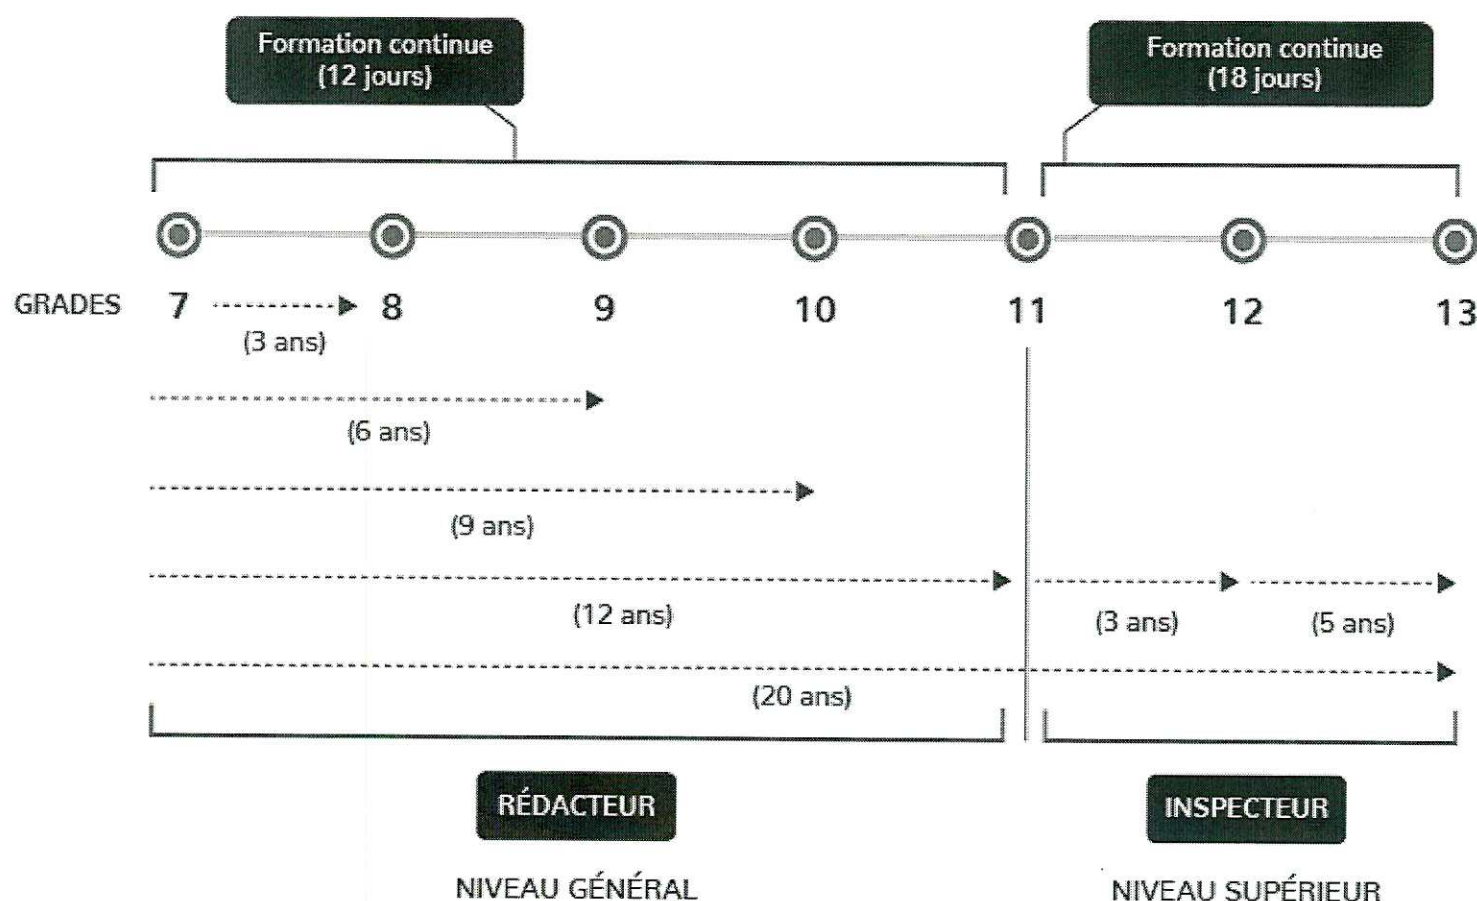 Formation continue
(12 jours)
Formation continue
(18 jours)
GRADES 7 8 9 10 11 12 13
(3 ans)
(6 ans)
(9 ans)
(12 ans)
(3 ans)
(5 ans)
(20 ans)
RÉDACTEUR
INSPECTEUR
NIVEAU GÉNÉRAL
NIVEAU SUPÉRIEUR